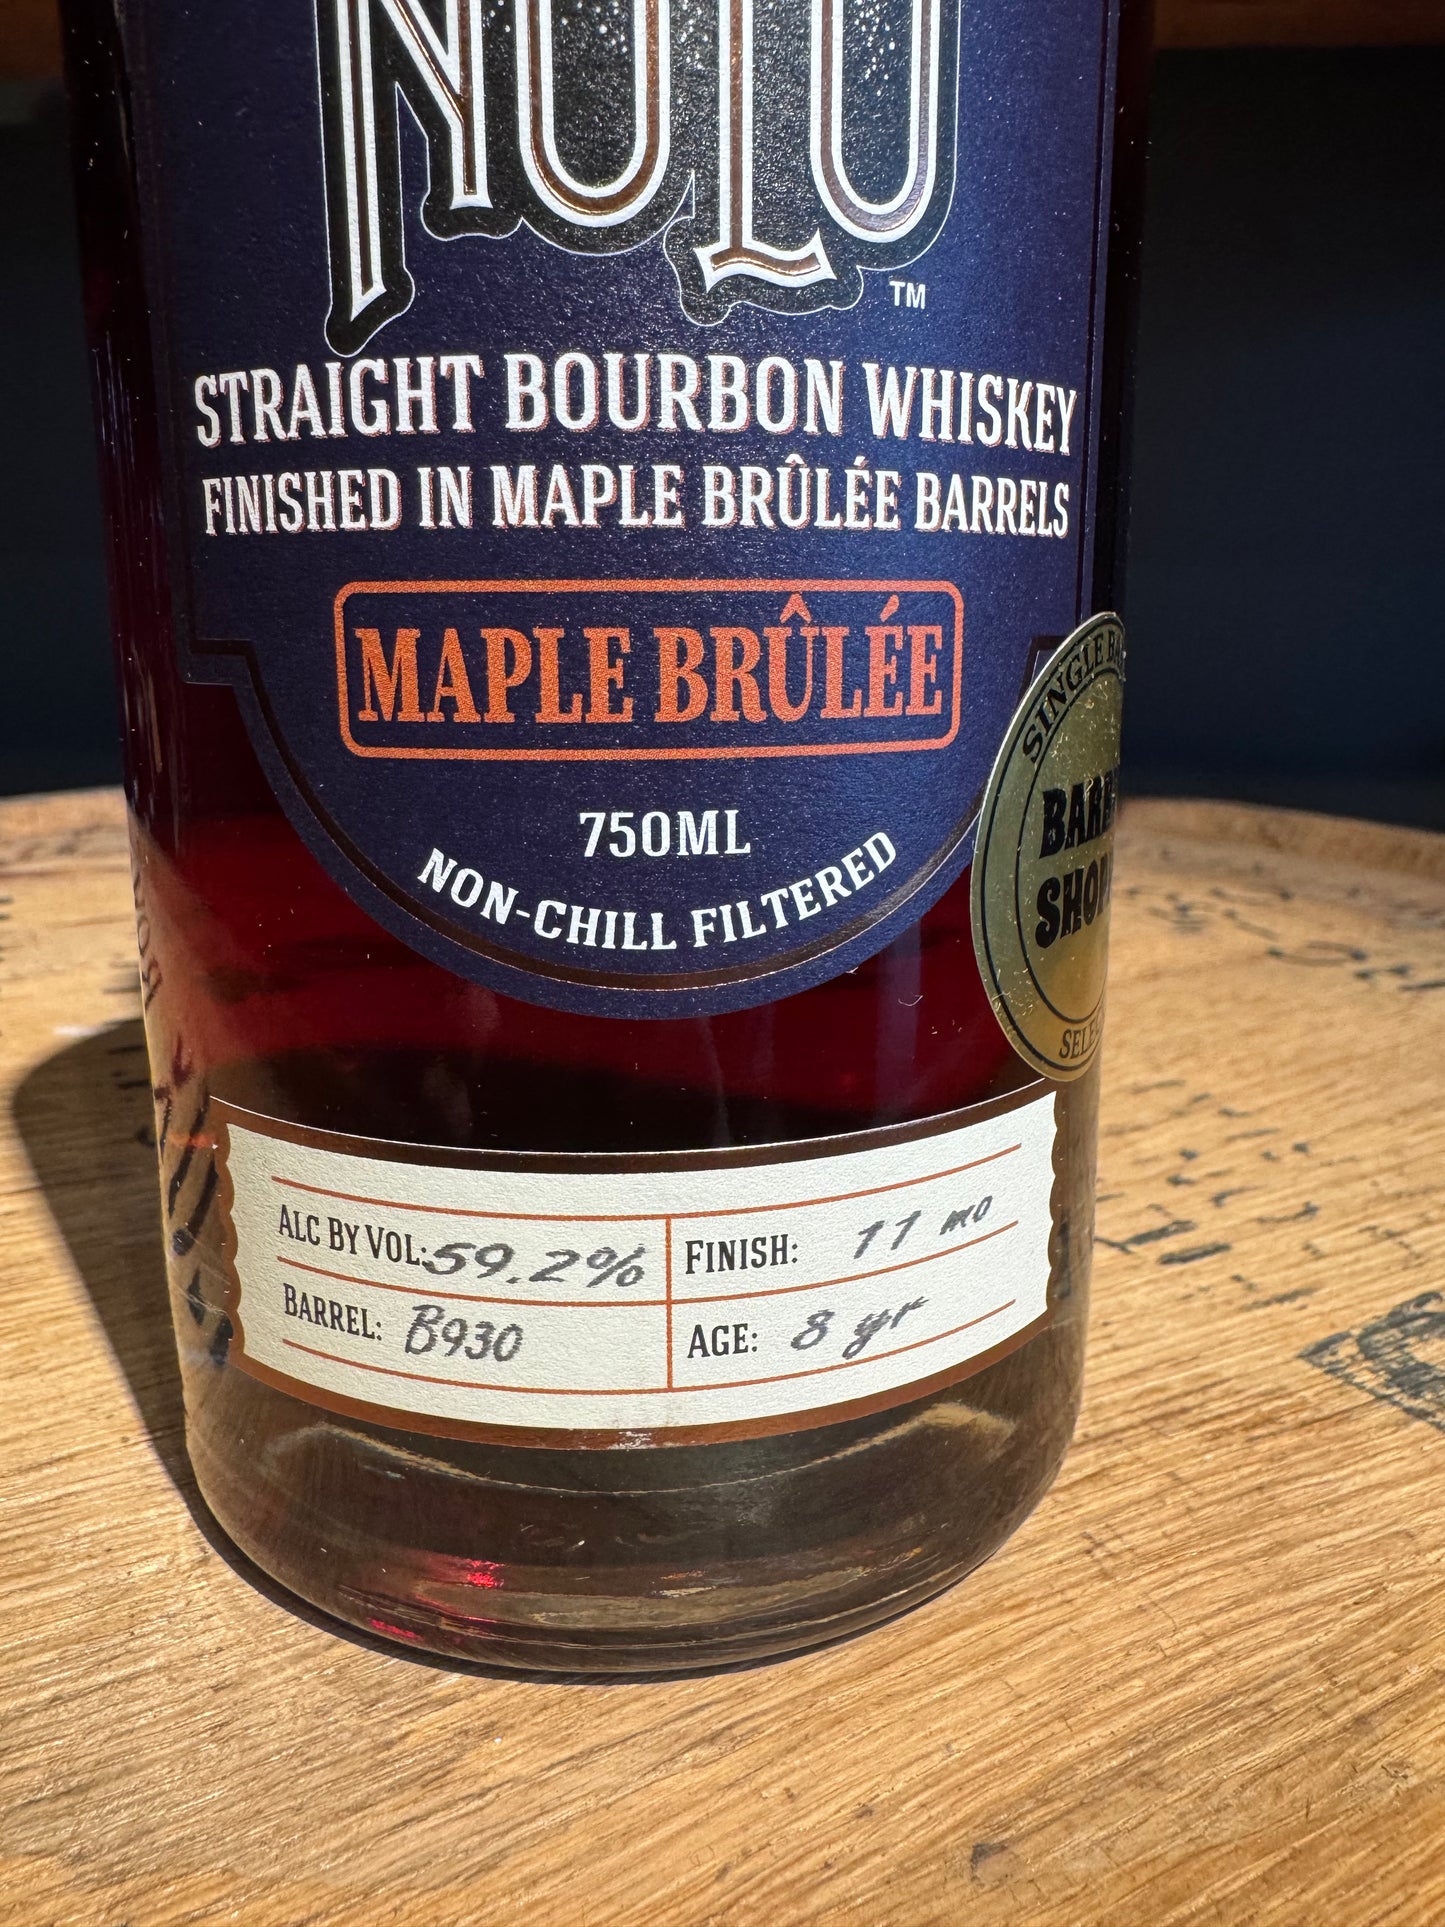 NULU
TM
STRAIGHT BOURBON WHISKEY
FINISHED IN MAPLE BRÛLÉE BARRELS
MAPLE BRÛLÉE
750ML
NON-CHILL FILTERED
SINGLE
ALC BY VOL: 59.2%
FINISH: 11 mo
BARREL: B930
AGE: 8 yr